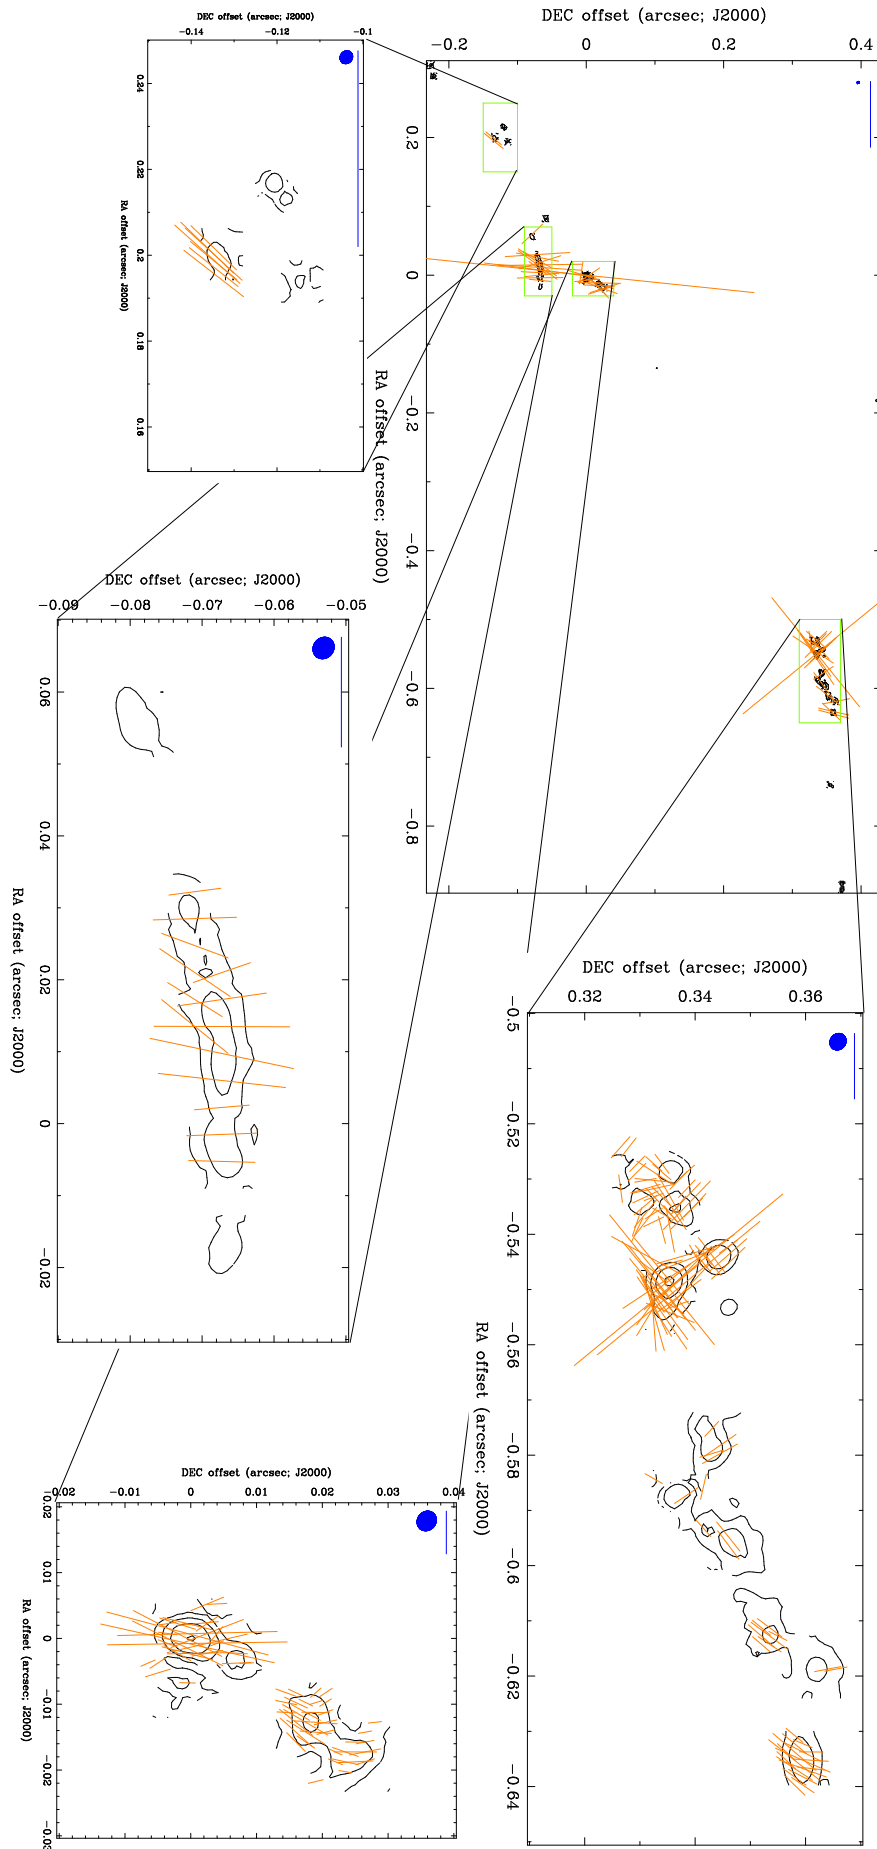 DEC offset (arcsec; J2000)
−0.2 0 0.2 0.4
0.2
0
−0.2
−0.4
−0.6
−0.8
RA offset (arcsec; J2000)
DEC offset (arcsec; J2000)
−0.14 −0.12 −0.1
0.24
0.22
0.2
0.18
0.16
RA offset (arcsec; J2000)
DEC offset (arcsec; J2000)
−0.09 −0.08 −0.07 −0.06 −0.05
0.06
0.04
0.02
0
−0.02
RA offset (arcsec; J2000)
DEC offset (arcsec; J2000)
0.32 0.34 0.36
−0.5
−0.52
−0.54
−0.56
−0.58
−0.6
−0.62
−0.64
RA offset (arcsec; J2000)
DEC offset (arcsec; J2000)
−0.02 −0.01 0 0.01 0.02 0.03 0.04
0.02
0.01
0
−0.01
−0.02
RA offset (arcsec; J2000)